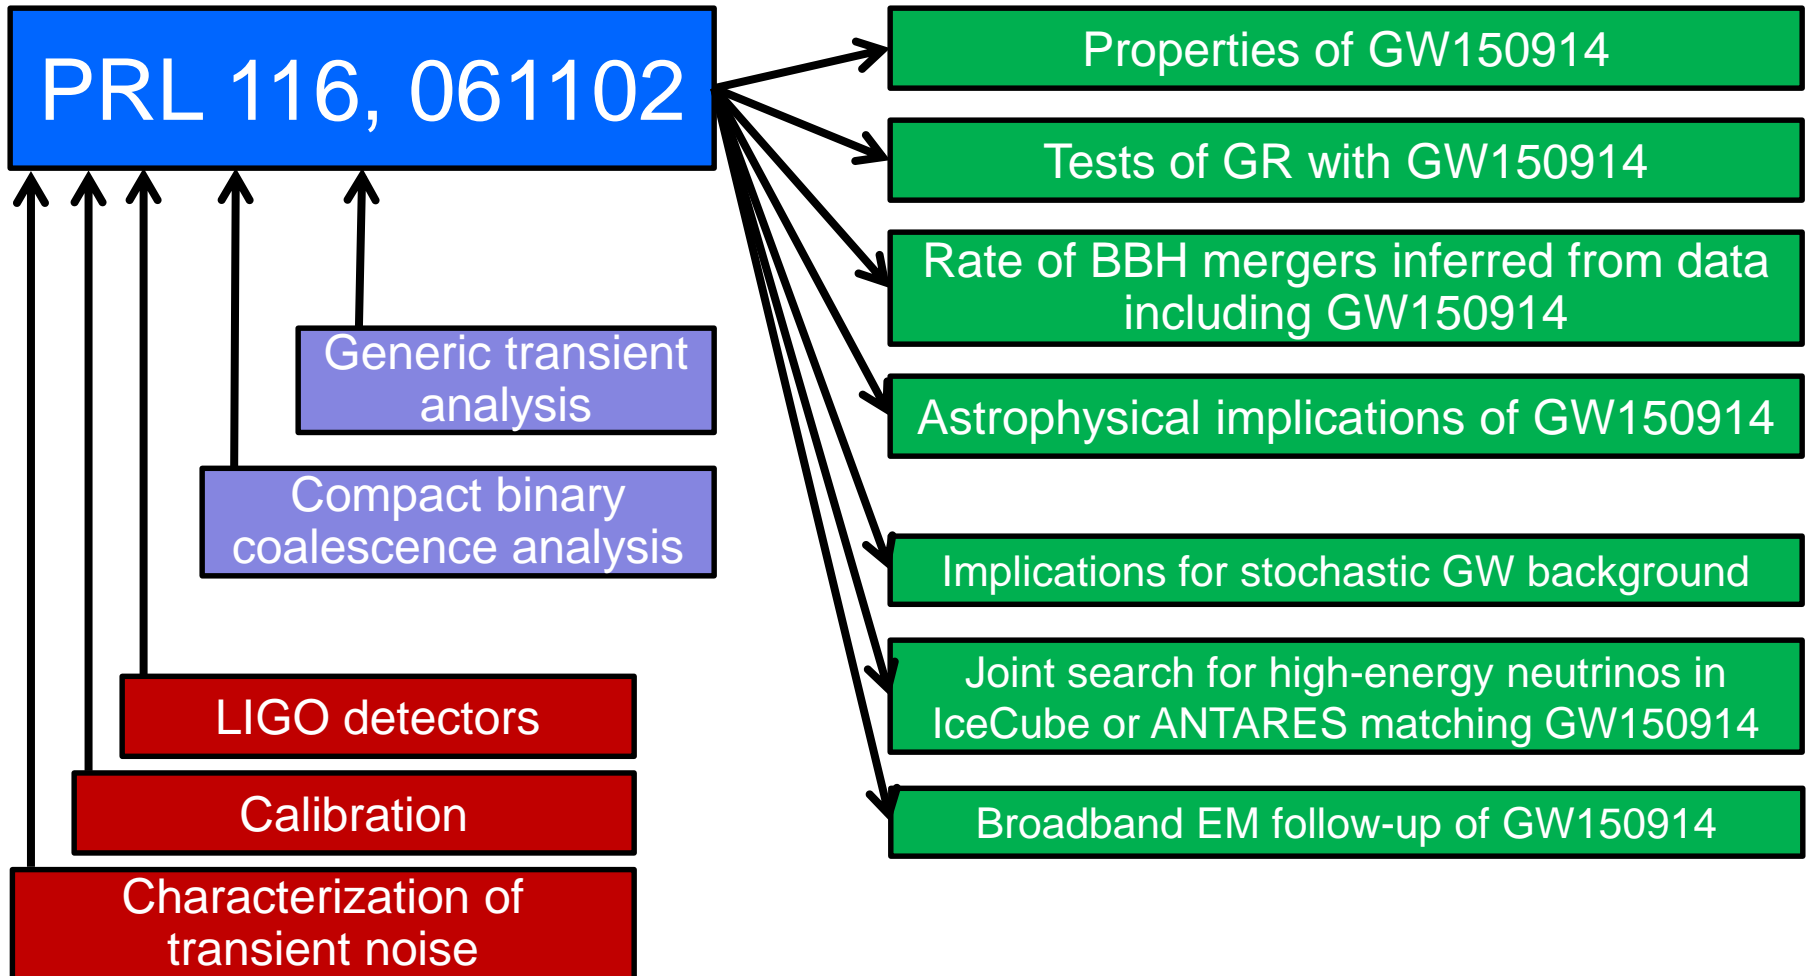 PRL 116, 061102
Generic transient
analysis
Compact binary
coalescence analysis
LIGO detectors
Calibration
Characterization of
transient noise
Properties of GW150914
Tests of GR with GW150914
Rate of BBH mergers inferred from data
including GW150914
Astrophysical implications of GW150914
Implications for stochastic GW background
Joint search for high-energy neutrinos in
IceCube or ANTARES matching GW150914
Broadband EM follow-up of GW150914